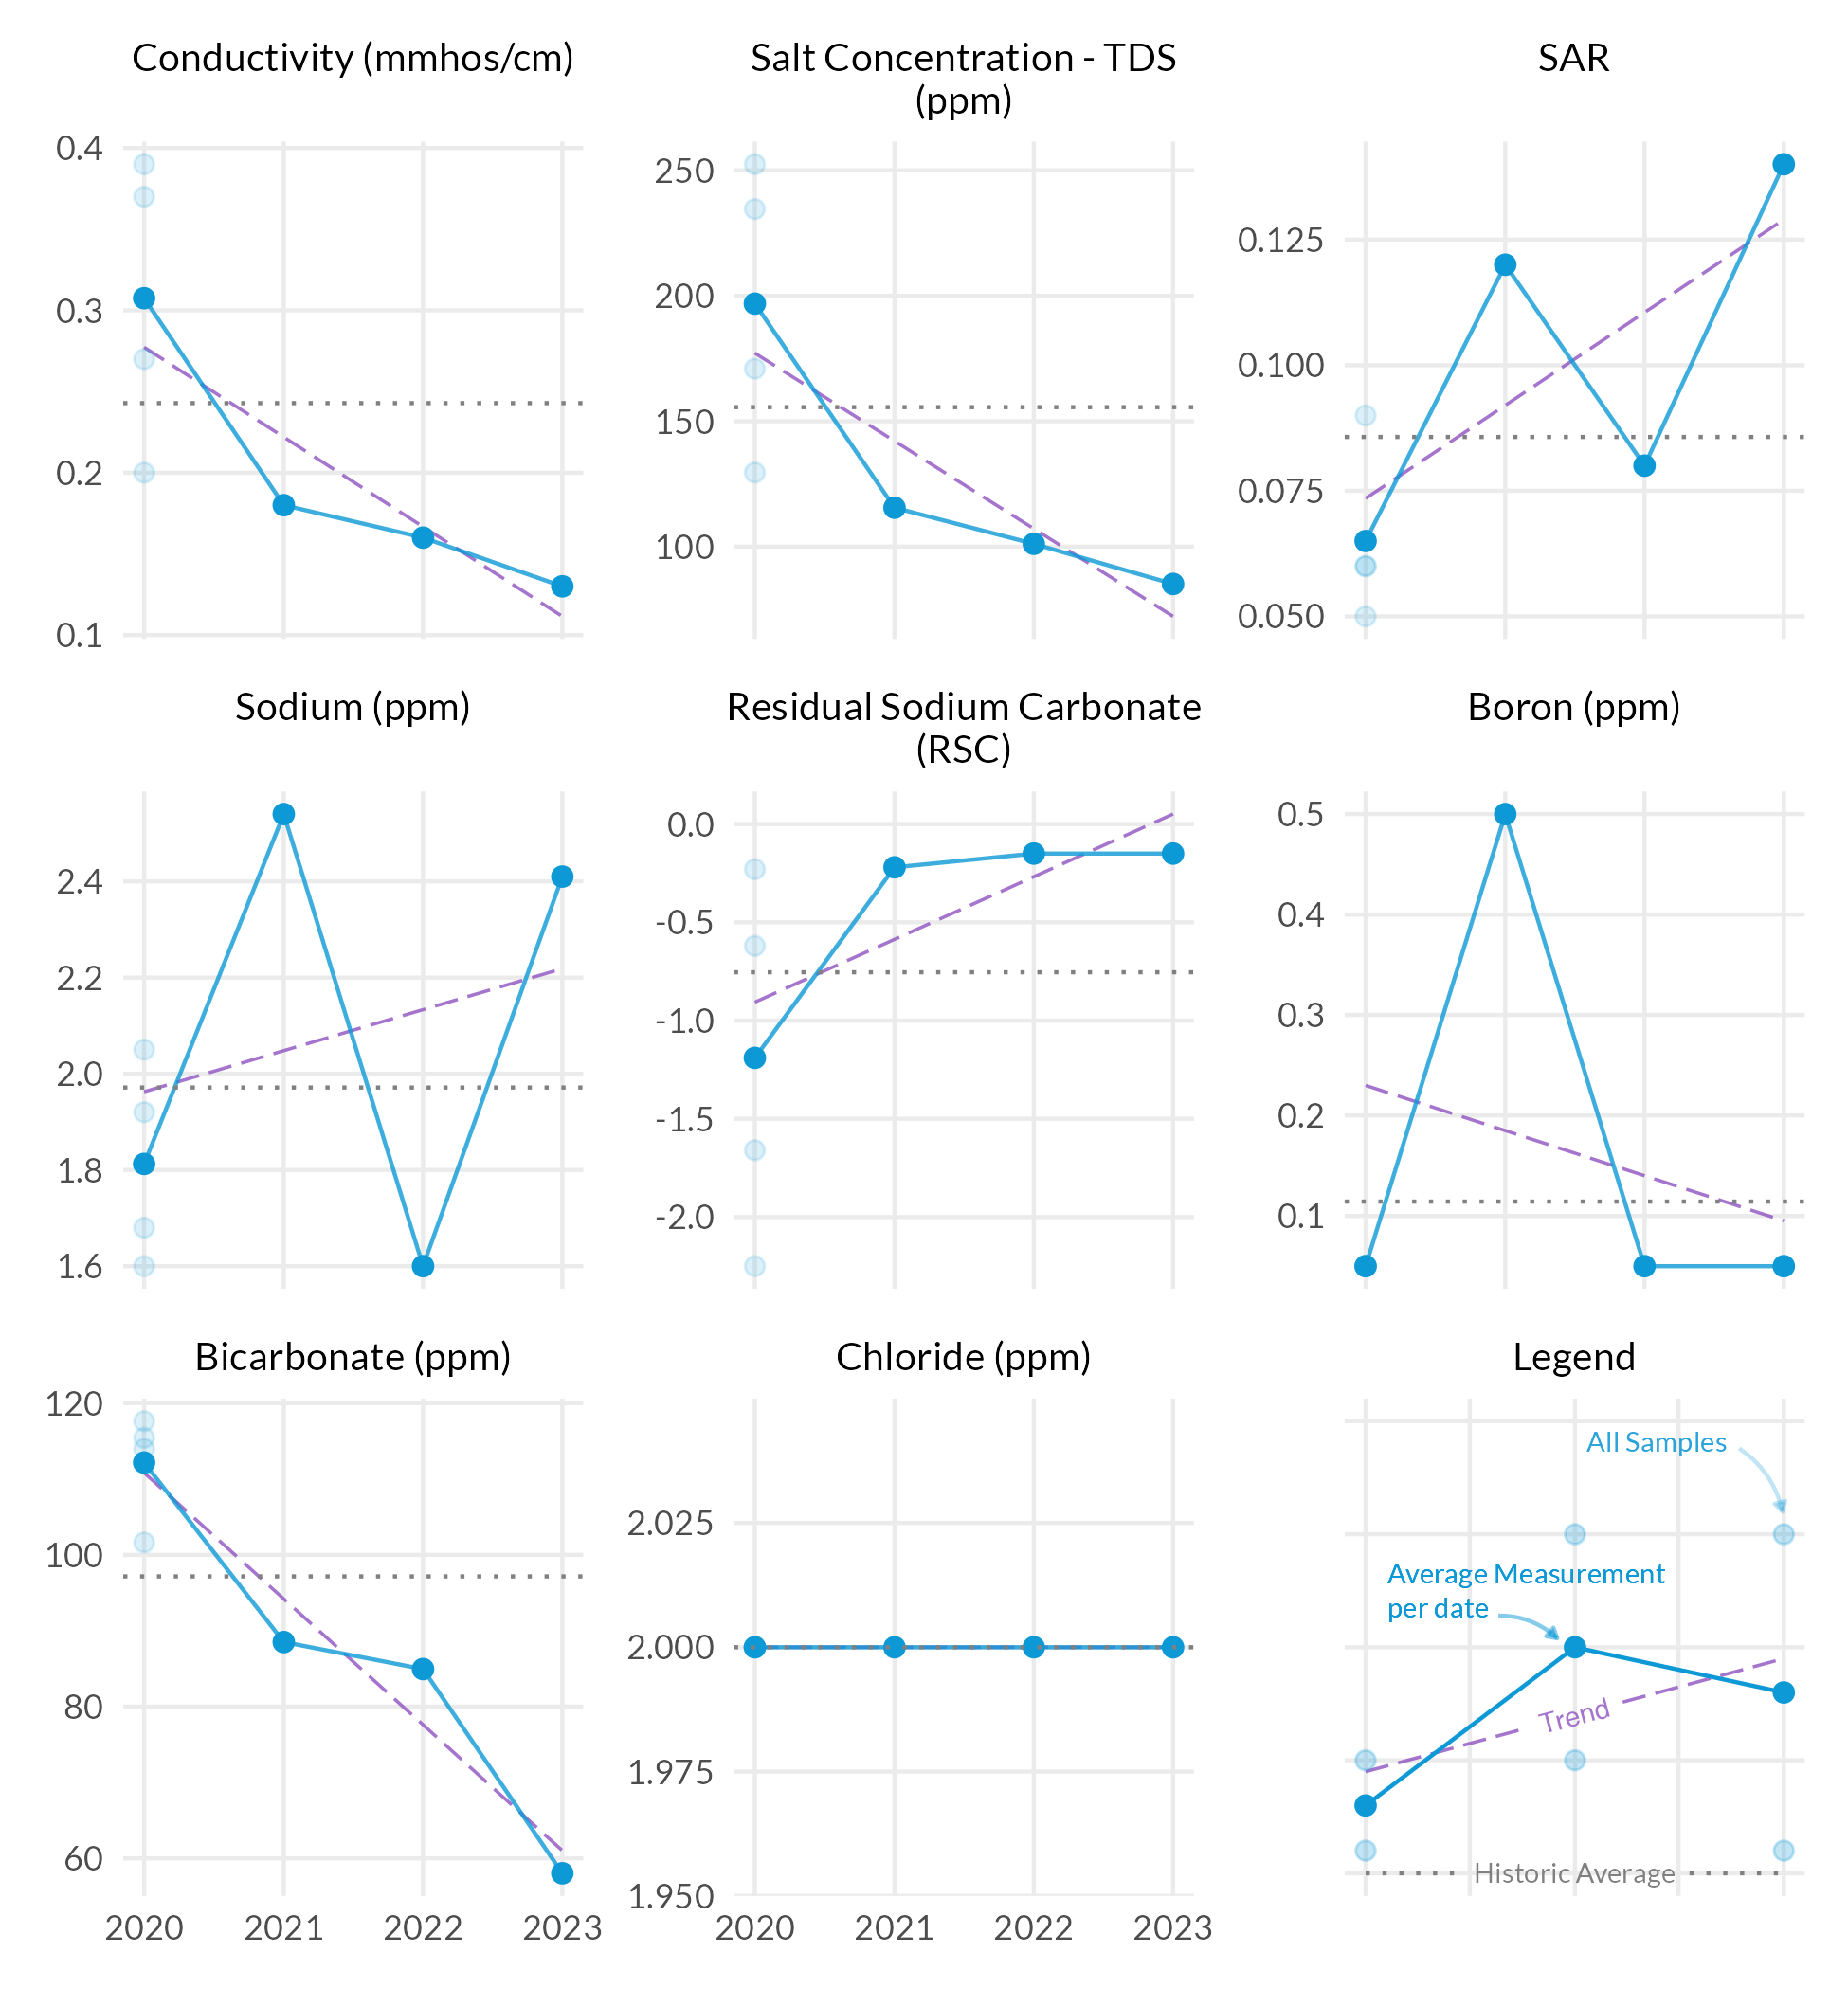 Conductivity (mmhos/cm)
0.4
0.3
0.2
0.1
Salt Concentration - TDS
(ppm)
250
200
150
100
SAR
0.125
0.100
0.075
0.050
Sodium (ppm)
2.4
2.2
2.0
1.8
1.6
Residual Sodium Carbonate
(RSC)
0.0
-0.5
-1.0
-1.5
-2.0
Boron (ppm)
0.5
0.4
0.3
0.2
0.1
Bicarbonate (ppm)
120
100
80
60
2020 2021 2022 2023
Chloride (ppm)
2.025
2.000
1.975
1.950
2020 2021 2022 2023
Legend
All Samples
Average Measurement
per date
Trend
Historic Average